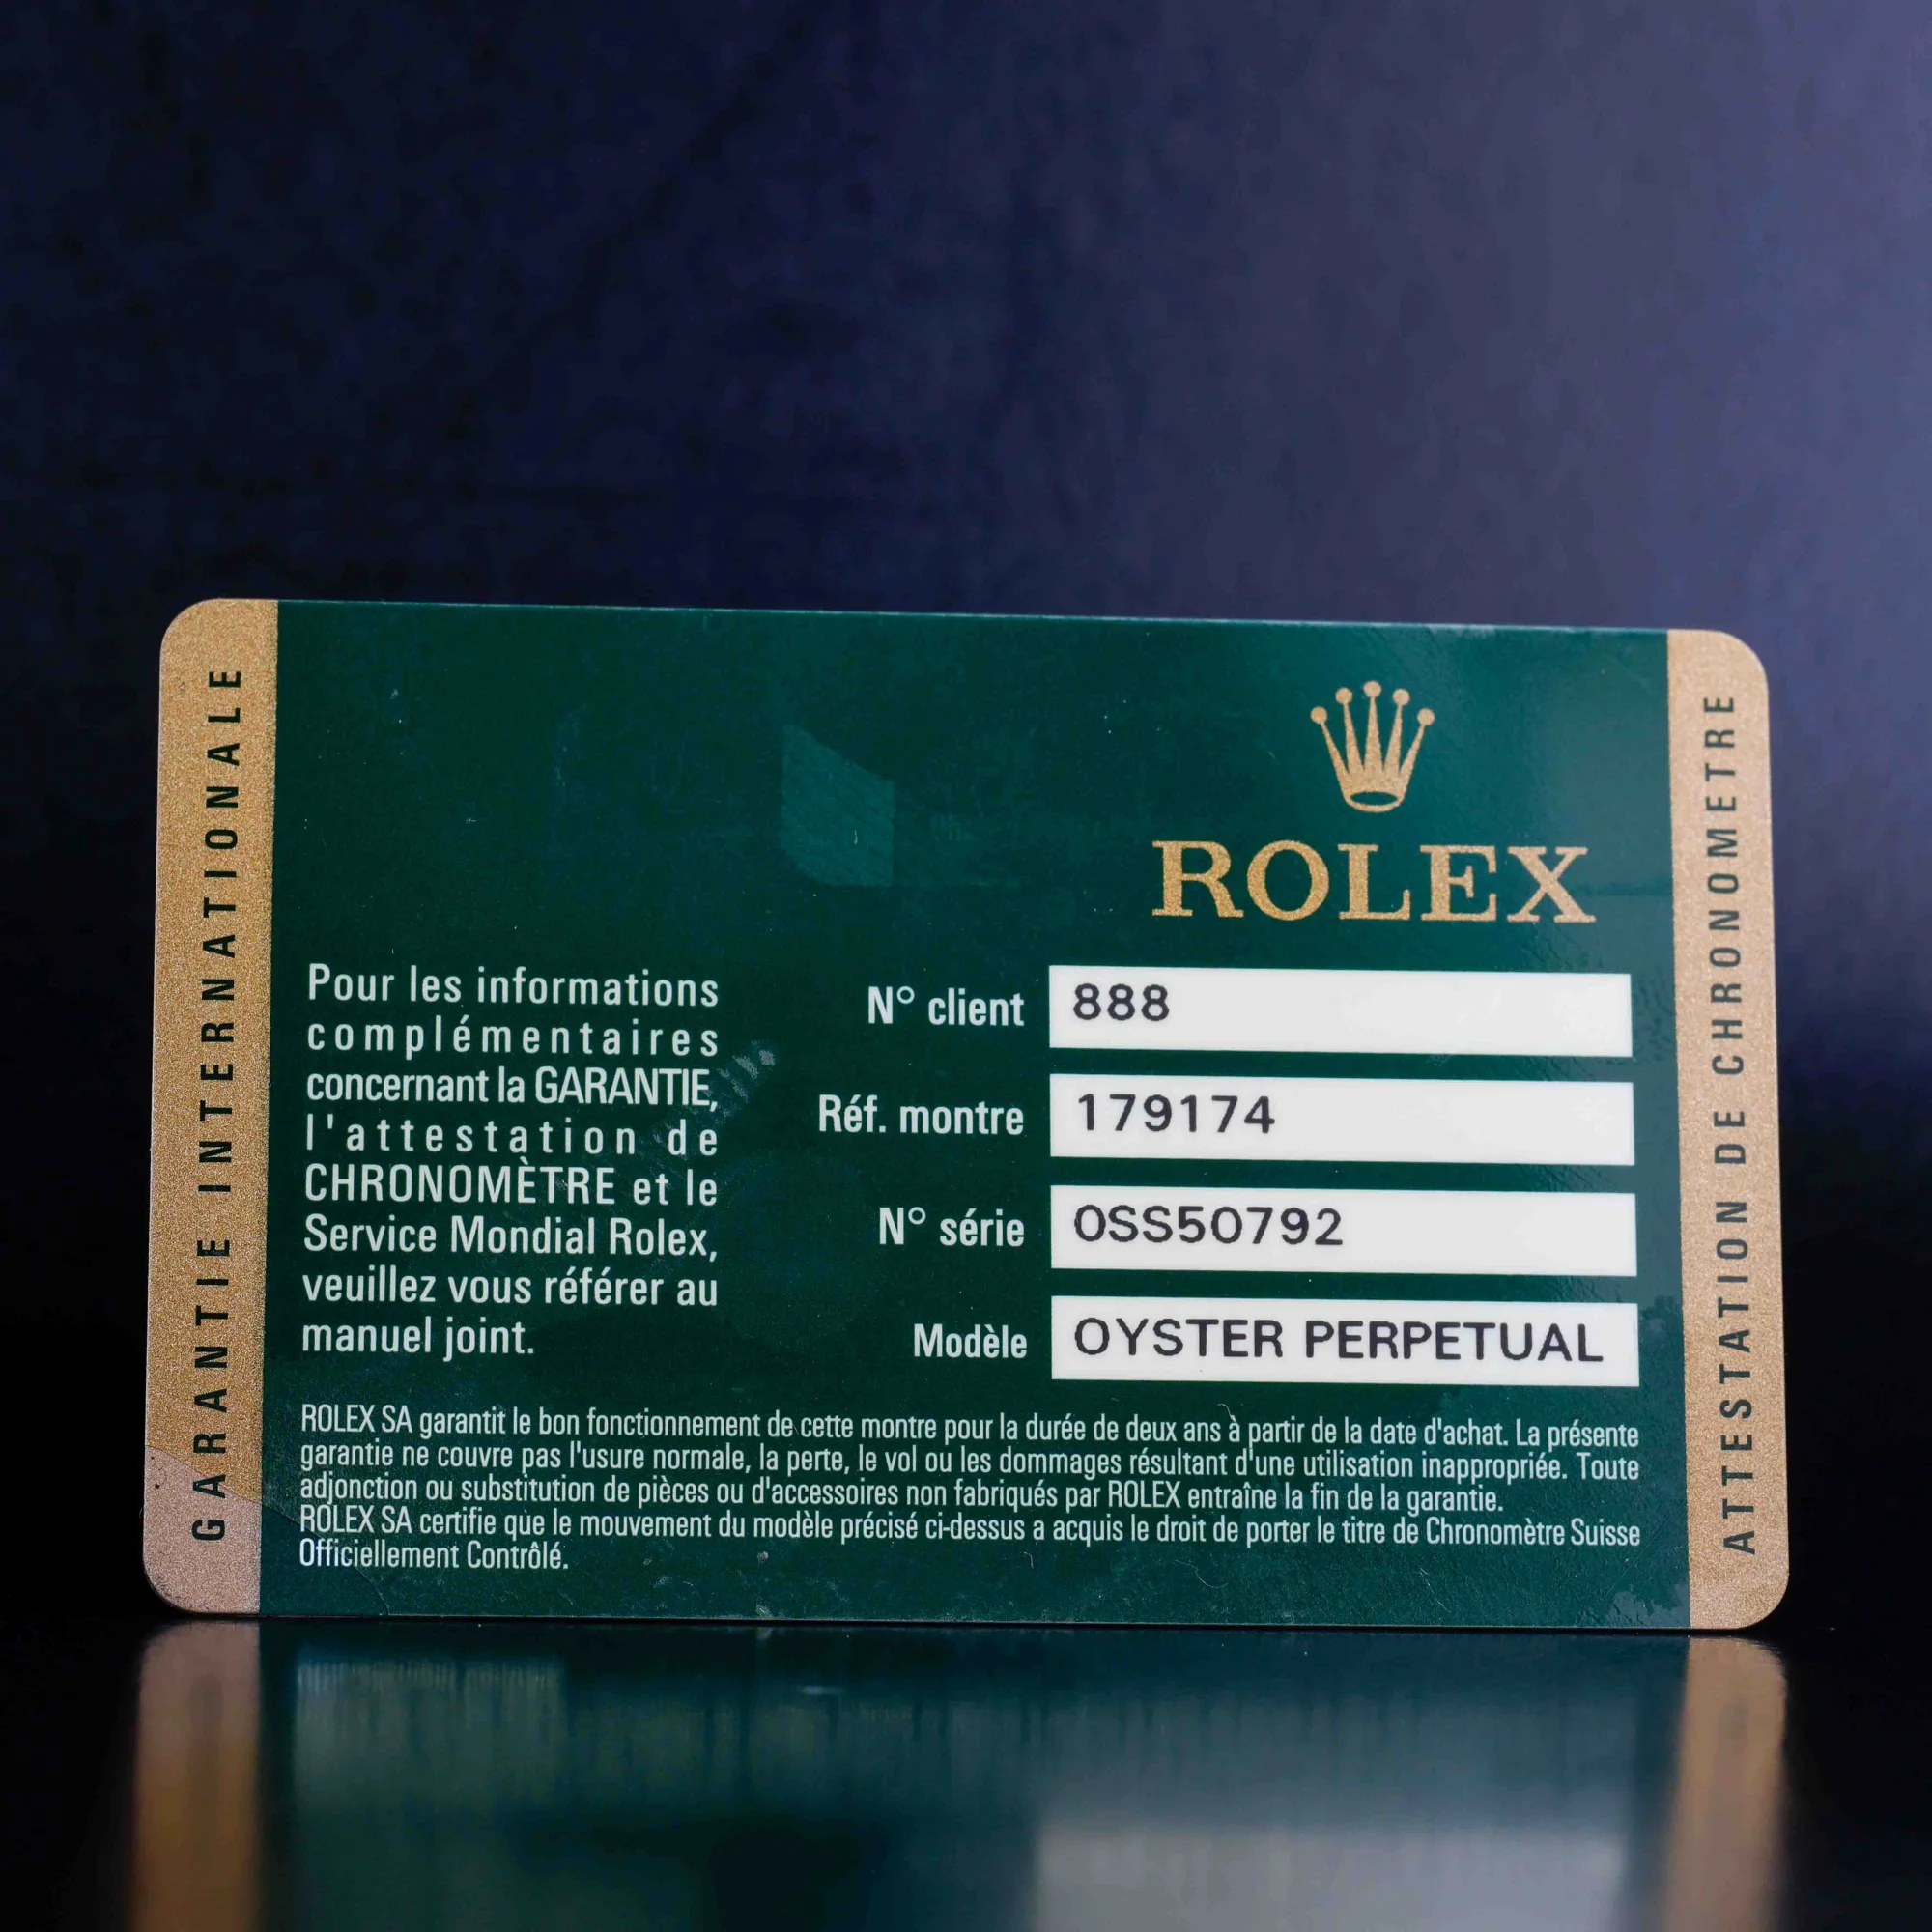 GARANTIE INTERNATIONALE
ROLEX
Pour les informations
complémentaires
concernant la GARANTIE,
l'attestation de
CHRONOMÈTRE et le
Service Mondial Rolex,
veuillez vous référer au
manuel joint.
N° client 888
Réf. montre 179174
N° série OSS50792
Modèle OYSTER PERPETUAL
ROLEX SA garantit le bon fonctionnement de cette montre pour la durée de deux ans à partir de la date d'achat. La présente
garantie ne couvre pas l'usure normale, la perte, le vol ou les dommages résultant d'une utilisation inappropriée. Toute
adjonction ou substitution de pièces ou d'accessoires non fabriqués par ROLEX entraîne la fin de la garantie.
ROLEX SA certifie que le mouvement du modèle précisé ci-dessus a acquis le droit de porter le titre de Chronomètre Suisse
Officiellement Contrôlé.
ATTESTATION DE CHRONOMETRE